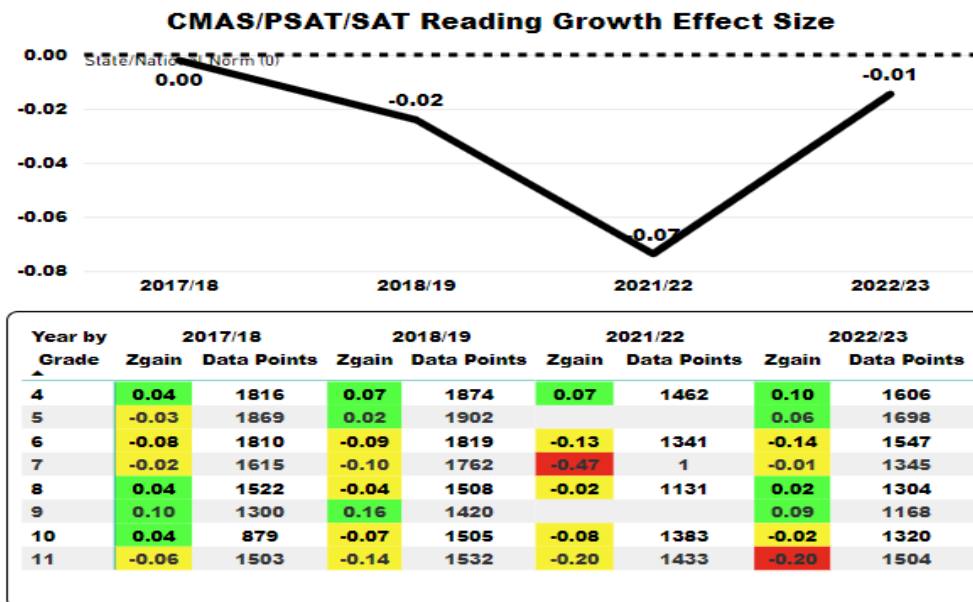 CMAS/PSAT/SAT Reading Growth Effect Size
0.00
State/National Norm (0)
0.00
-0.02
-0.07
-0.01
-0.02
-0.04
-0.06
-0.08
2017/18 2018/19 2021/22 2022/23
Year by 2017/18 2018/19 2021/22 2022/23
Grade Zgain Data Points Zgain Data Points Zgain Data Points Zgain Data Points
4 0.04 1816 0.07 1874 0.07 1462 0.10 1606
5 -0.03 1869 0.02 1902 0.06 1698
6 -0.08 1810 -0.09 1819 -0.13 1341 -0.14 1547
7 -0.02 1615 -0.10 1762 -0.47 1 -0.01 1345
8 0.04 1522 -0.04 1508 -0.02 1131 0.02 1304
9 0.10 1300 0.16 1420 0.09 1168
10 0.04 879 -0.07 1505 -0.08 1383 -0.02 1320
11 -0.06 1503 -0.14 1532 -0.20 1433 -0.20 1504